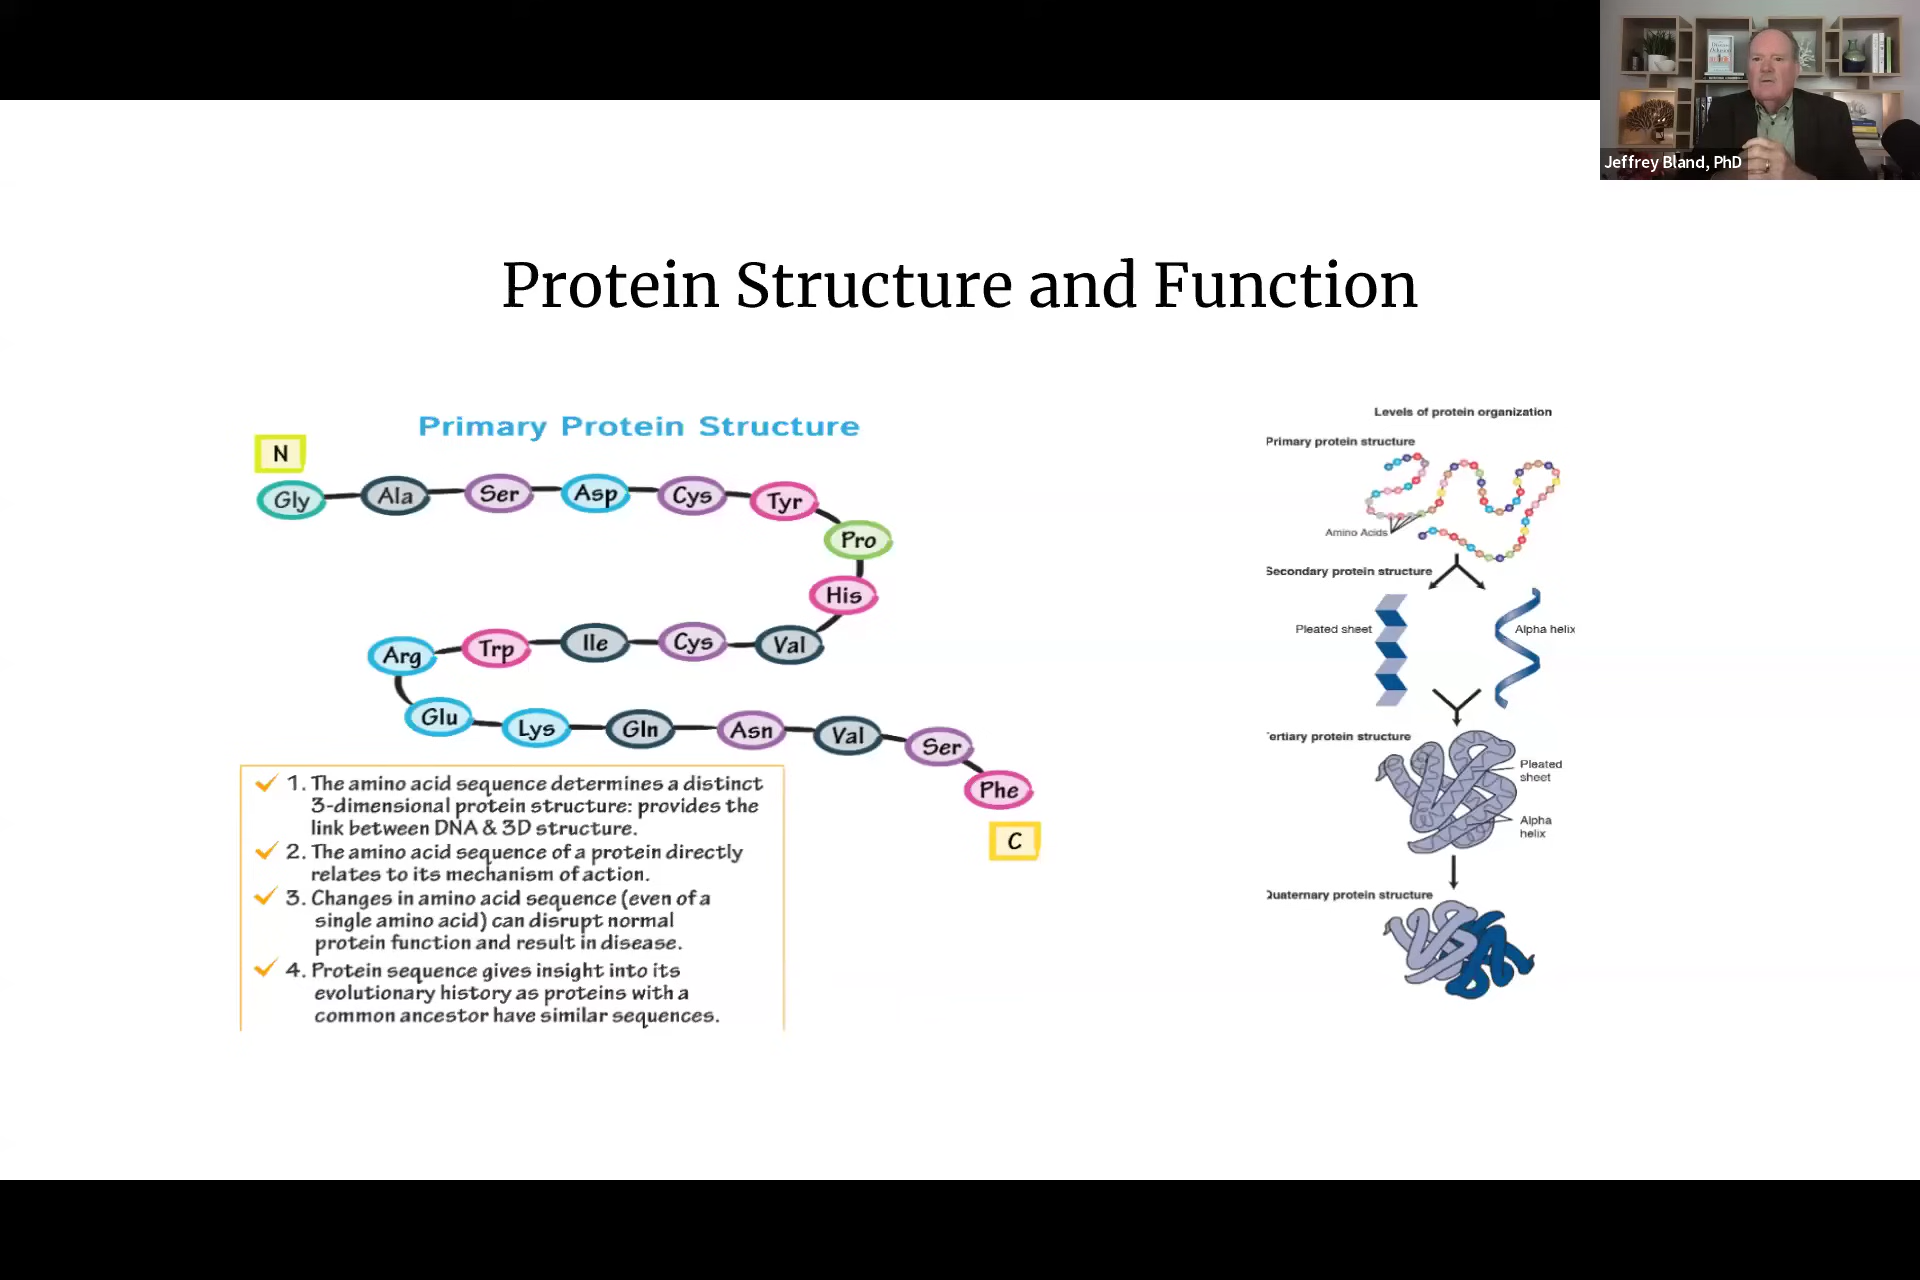 Jeffrey Bland, PhD
Protein Structure and Function
Primary Protein Structure
N
Gly Ala Ser Asp Cys Tyr
Pro
His
Arg Trp Ile Cys Val
Glu Lys Gln Asn Val Ser
Phe
C
1. The amino acid sequence determines a distinct
3-dimensional protein structure: provides the
link between DNA & 3D structure.
2. The amino acid sequence of a protein directly
relates to its mechanism of action.
3. Changes in amino acid sequence (even of a
single amino acid) can disrupt normal
protein function and result in disease.
4. Protein sequence gives insight into its
evolutionary history as proteins with a
common ancestor have similar sequences.
Levels of protein organization
Primary protein structure
Amino Acids
Secondary protein structure
Pleated sheet
Alpha helix
ertiary protein structure
Pleated
sheet
Alpha
helix
Quaternary protein structure